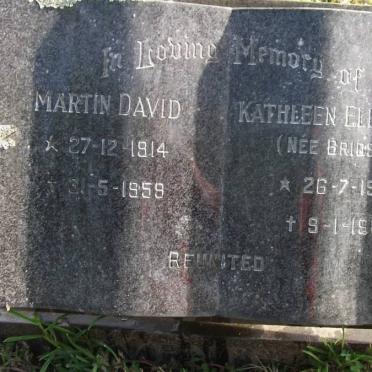 In Loving Memory of
MARTIN DAVID
* 27-12-1914
31-5-1959
KATHLEEN
(NÉE
* 26-7-
† 9-1-
REUNITED